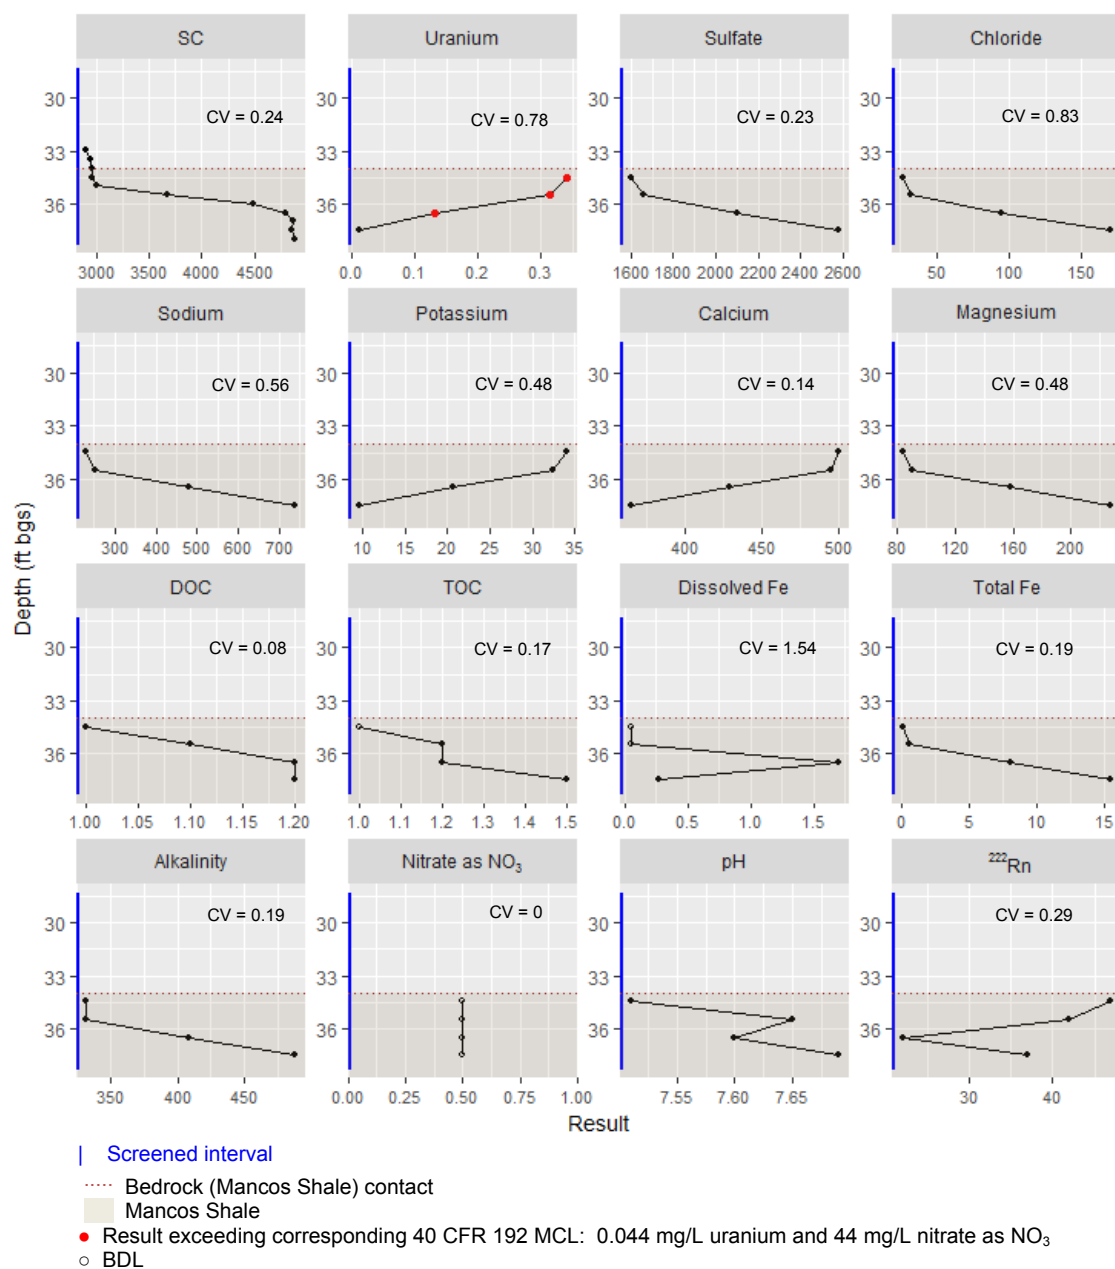 SC Uranium Sulfate Chloride
30 30 30 30
CV = 0.24 CV = 0.78 CV = 0.23 CV = 0.83
33 33 33 33
36 36 36 36
3000 3500 4000 4500 0.0 0.1 0.2 0.3 1600 1800 2000 2200 2400 2600 50 100 150
Sodium Potassium Calcium Magnesium
30 30 30 30
CV = 0.56 CV = 0.48 CV = 0.14 CV = 0.48
33 33 33 33
36 36 36 36
300 400 500 600 700 10 15 20 25 30 35 400 450 500 80 120 160 200
Depth (ft bgs)
DOC TOC Dissolved Fe Total Fe
30 30 30 30
CV = 0.08 CV = 0.17 CV = 1.54 CV = 0.19
33 33 33 33
36 36 36 36
1.00 1.05 1.10 1.15 1.20 1.0 1.1 1.2 1.3 1.4 1.5 0.0 0.5 1.0 1.5 0 5 10 15
Alkalinity Nitrate as NO₃ pH ²²²Rn
CV = 0.19 CV = 0 CV = 0.29
30 30 30 30
33 33 33 33
36 36 36 36
350 400 450 0.00 0.25 0.50 0.75 1.00 7.55 7.60 7.65 30 40
Result
| Screened interval
Bedrock (Mancos Shale) contact
Mancos Shale
Result exceeding corresponding 40 CFR 192 MCL: 0.044 mg/L uranium and 44 mg/L nitrate as NO₃
BDL